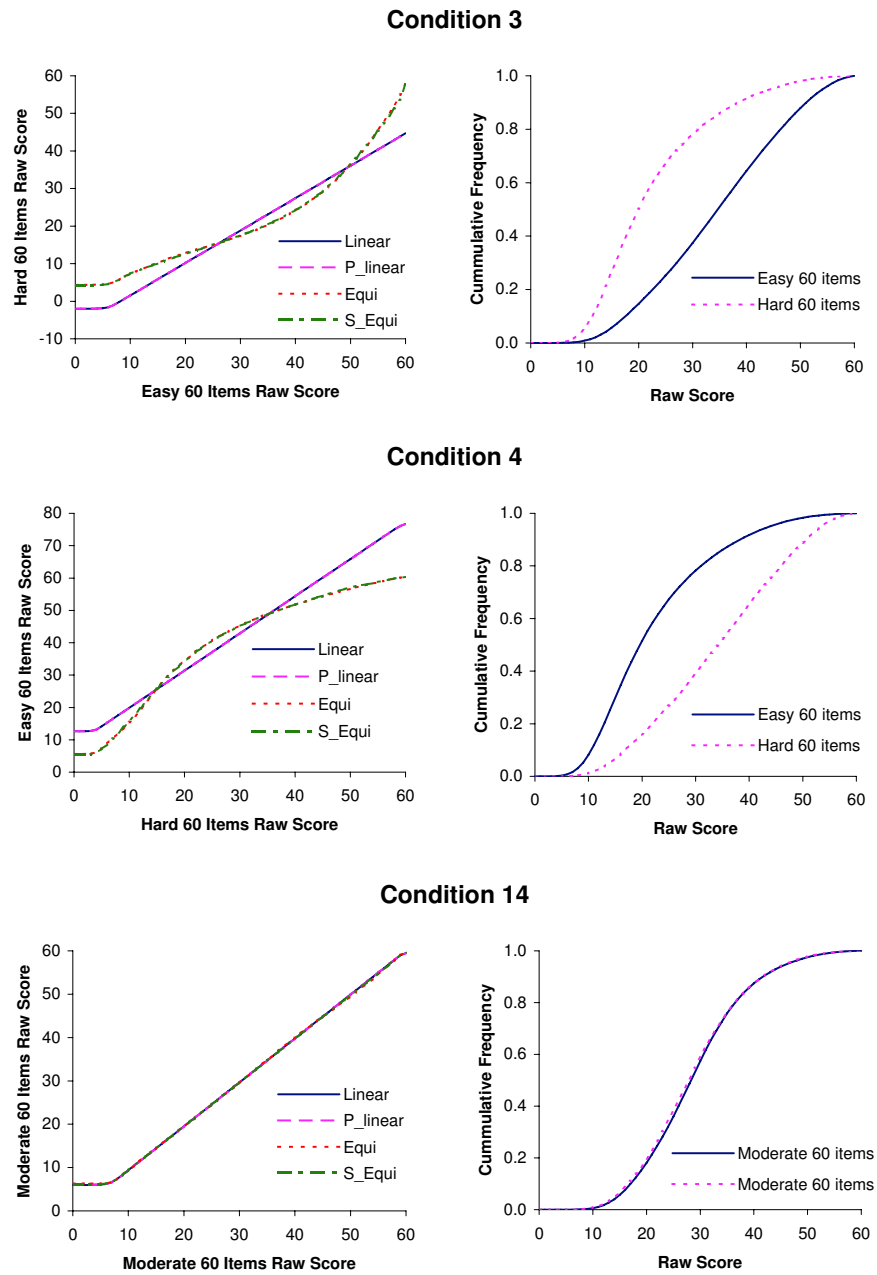 Condition 3
60
50
40
30
20
10
0
-10
Hard 60 Items Raw Score
Linear
P_linear
Equi
S_Equi
0 10 20 30 40 50 60
Easy 60 Items Raw Score
1.0
0.8
0.6
0.4
0.2
0.0
Cummulative Frequency
Easy 60 items
Hard 60 items
0 10 20 30 40 50 60
Raw Score
Condition 4
80
70
60
50
40
30
20
10
0
Easy 60 Items Raw Score
Linear
P_linear
Equi
S_Equi
0 10 20 30 40 50 60
Hard 60 Items Raw Score
1.0
0.8
0.6
0.4
0.2
0.0
Cumulative Frequency
Easy 60 items
Hard 60 items
0 10 20 30 40 50 60
Raw Score
Condition 14
60
50
40
30
20
10
0
Moderate 60 Items Raw Score
Linear
P_linear
Equi
S_Equi
0 10 20 30 40 50 60
Moderate 60 Items Raw Score
1.0
0.8
0.6
0.4
0.2
0.0
Cummulative Frequency
Moderate 60 items
Moderate 60 items
0 10 20 30 40 50 60
Raw Score